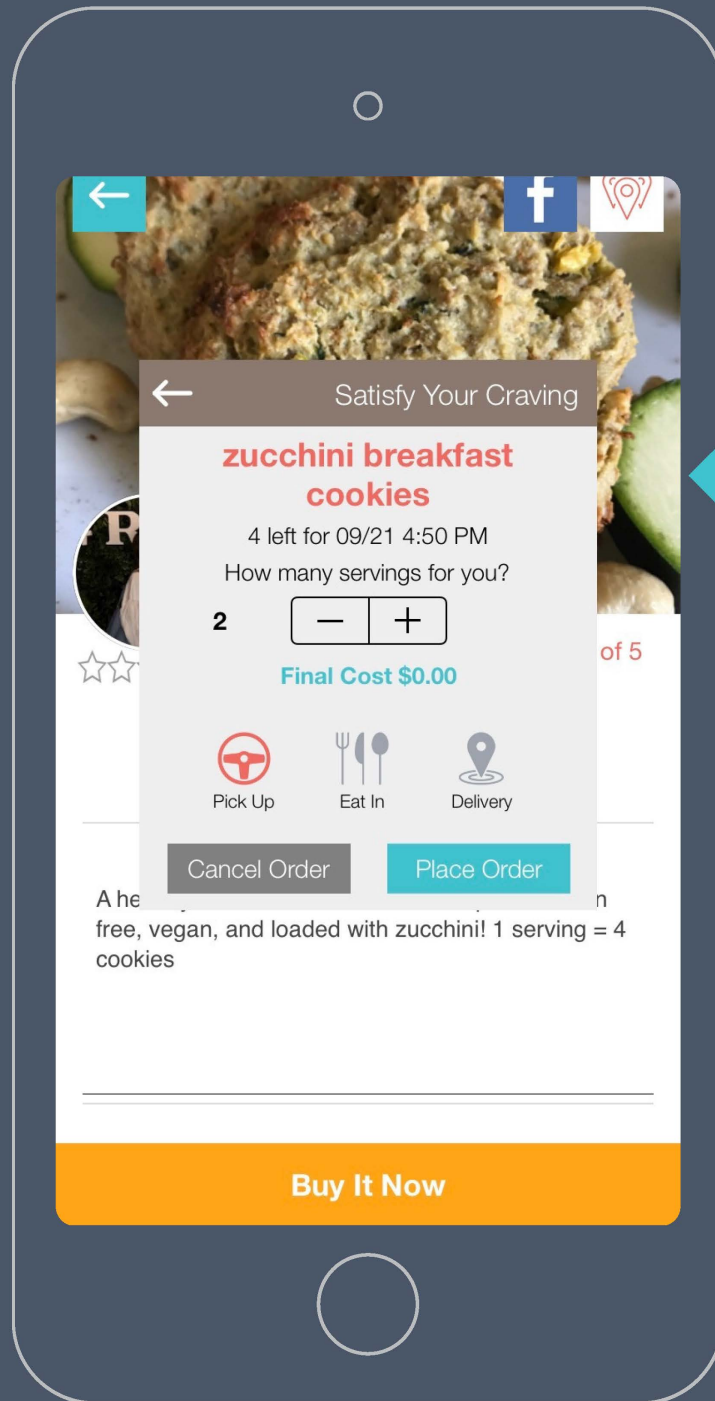 f
R
Satisfy Your Craving
zucchini breakfast
cookies
4 left for 09/21 4:50 PM
How many servings for you?
2 − +
of 5
Final Cost $0.00
Pick Up Eat In Delivery
Cancel Order Place Order
A he
free, vegan, and loaded with zucchini! 1 serving = 4
cookies
Buy It Now